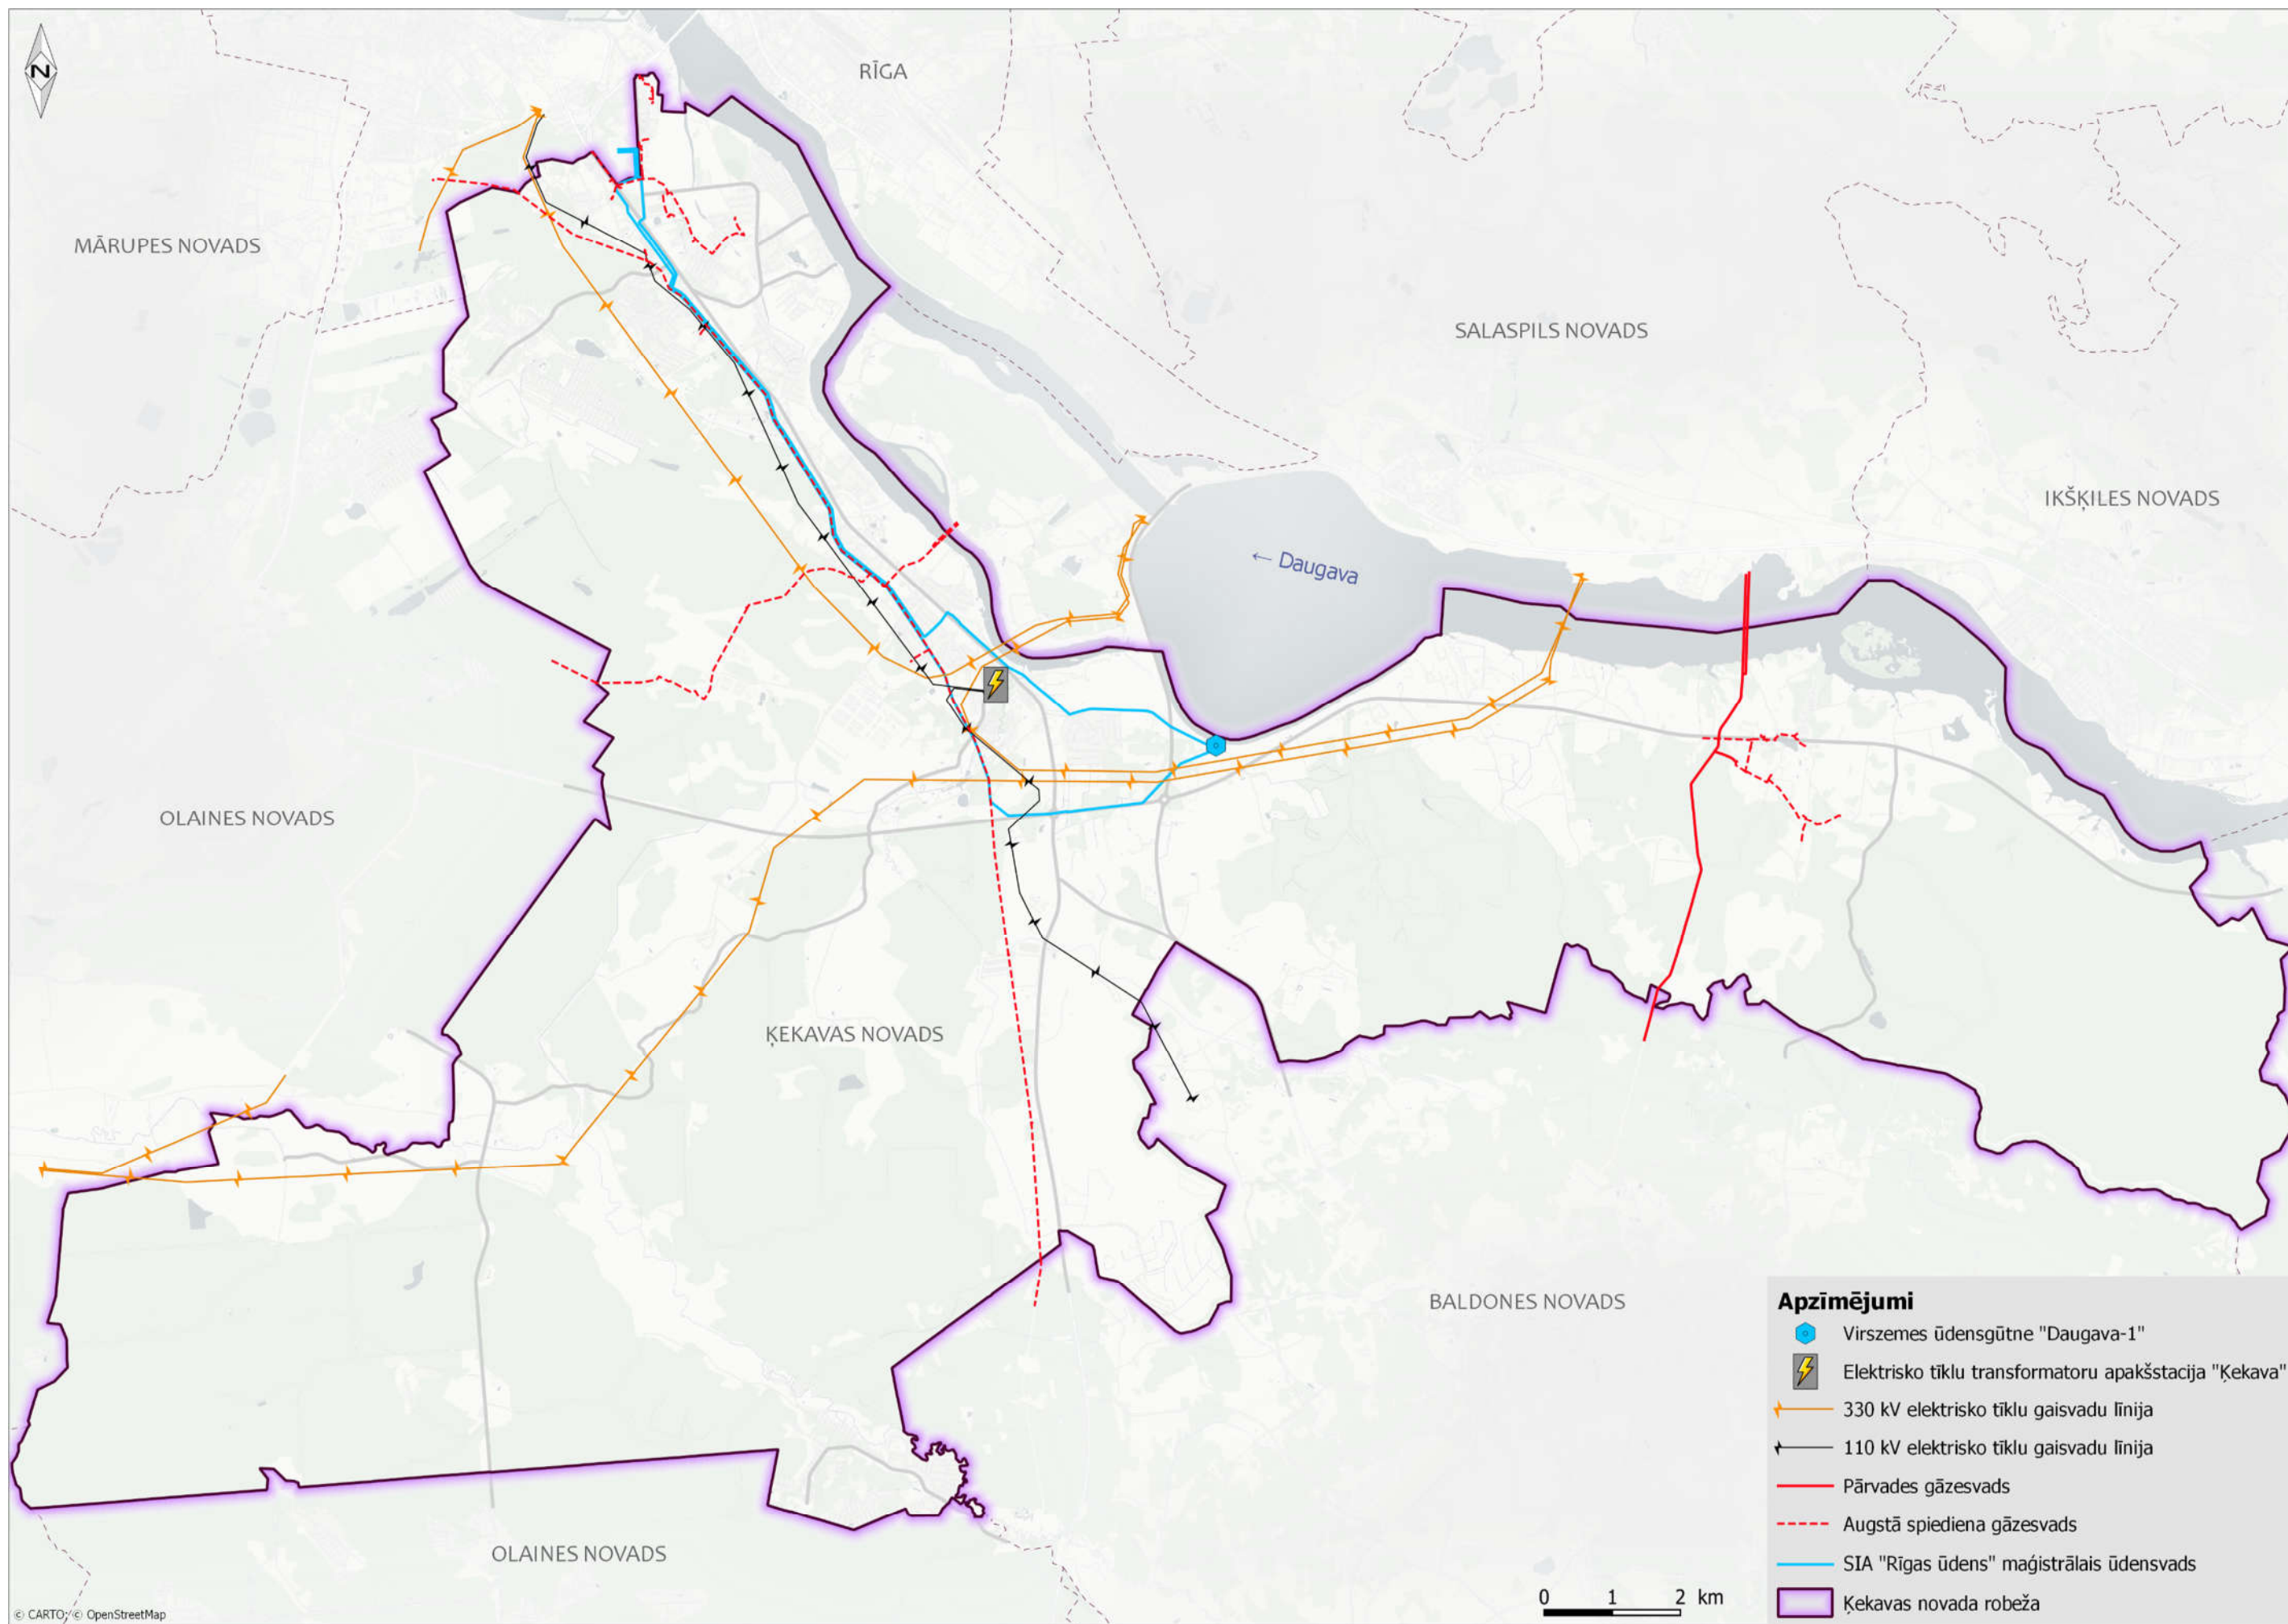 N
RĪGA
MĀRUPES NOVADS
SALASPILS NOVADS
IKŠĶILES NOVADS
← Daugava
OLAINES NOVADS
ĶEKAVAS NOVADS
BALDONES NOVADS
OLAINES NOVADS
Apzīmējumi
Virszemes ūdensgūtne "Daugava-1"
Elektrisko tīklu transformatoru apakšstacija "Ķekava"
330 kV elektrisko tīklu gaisvadu līnija
110 kV elektrisko tīklu gaisvadu līnija
Pārvades gāzesvads
Augstā spiediena gāzesvads
SIA "Rīgas ūdens" maģistrālais ūdensvads
Ķekavas novada robeža
0 1 2 km
© CARTO; © OpenStreetMap